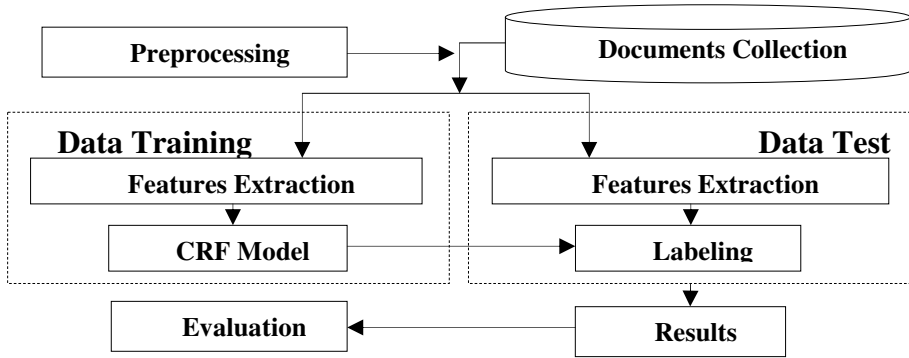 Preprocessing
Documents Collection
Data Training
Data Test
Features Extraction
Features Extraction
CRF Model
Labeling
Evaluation
Results